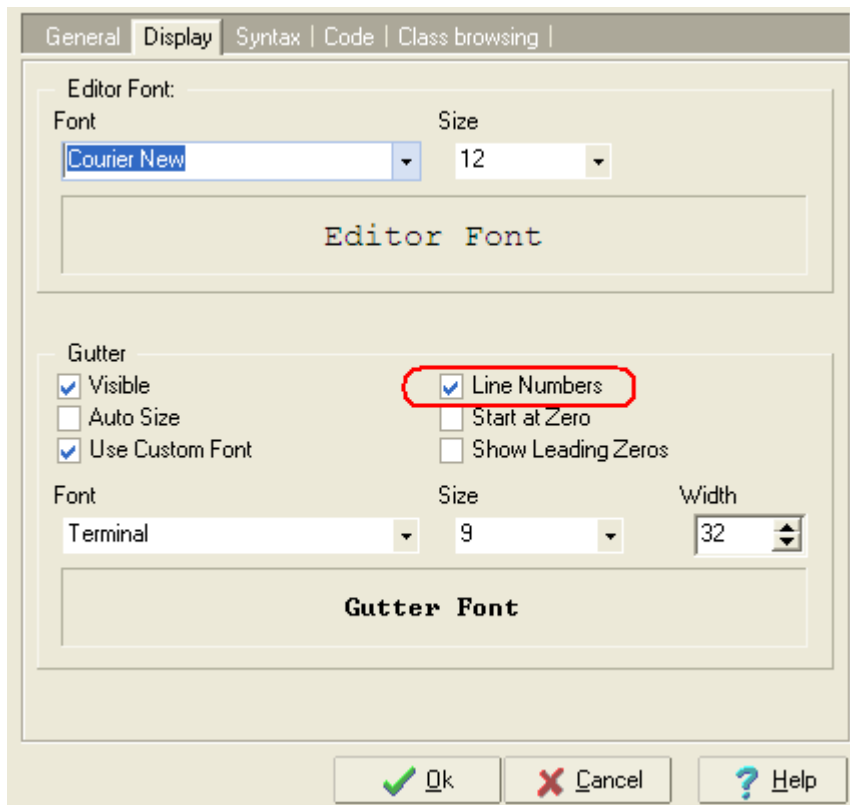 General Display Syntax | Code | Class browsing |
Editor Font:
Font Size
Courier New 12
Editor Font
Gutter
Visible Line Numbers
Auto Size Start at Zero
Use Custom Font Show Leading Zeros
Font Size Width
Terminal 9 32
Gutter Font
Ok Cancel Help